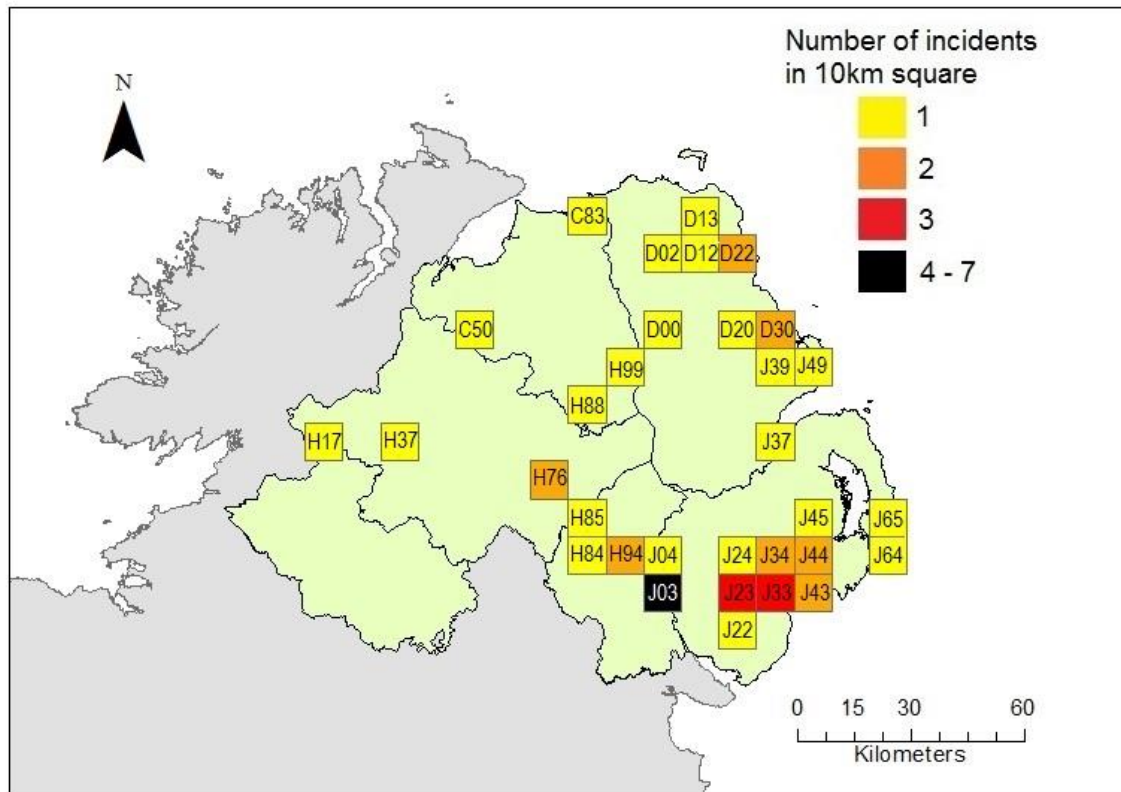 Number of incidents
in 10km square
1
2
3
4 - 7
N
C83
D13
D02
D12
D22
C50
D00
D20
D30
H99
J39
J49
H88
H17
H37
J37
H76
H85
J45
J65
H84
H94
J04
J24
J34
J44
J64
J03
J23
J33
J43
J22
0 15 30 60
Kilometers